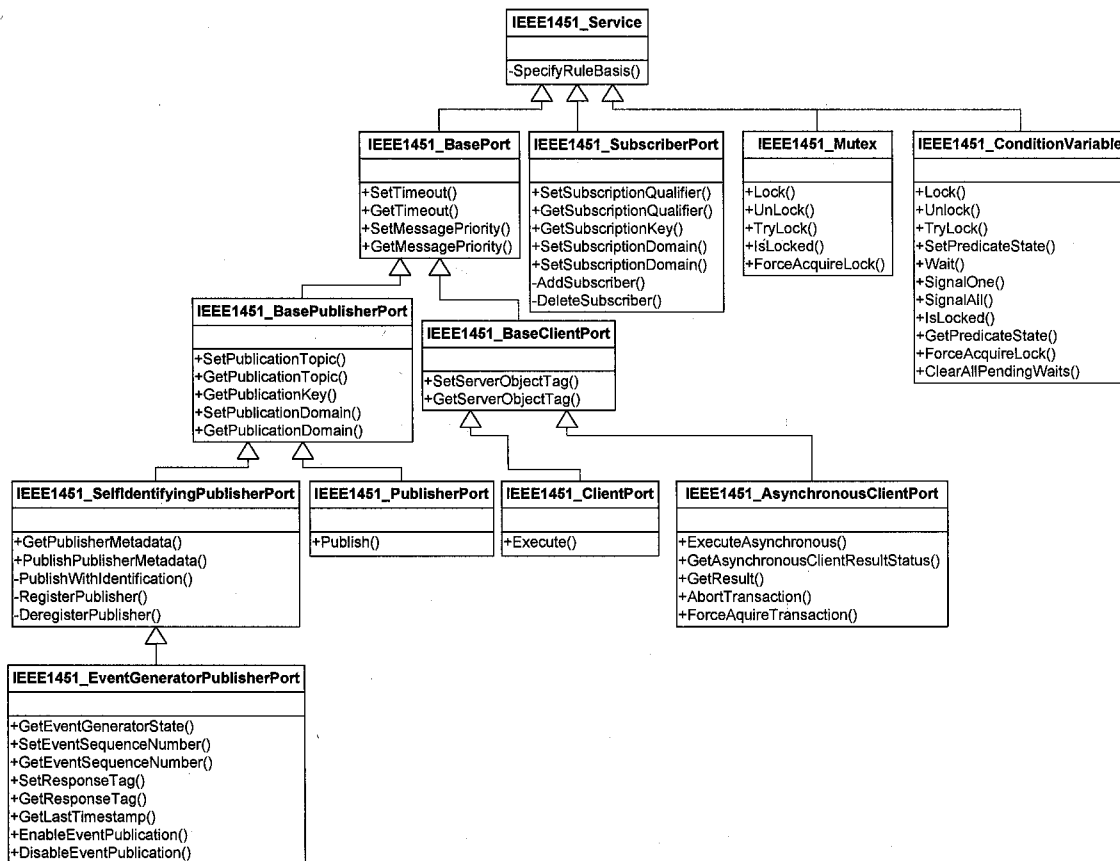 IEEE1451_Service
-SpecifyRuleBasis()
IEEE1451_BasePort
+SetTimeout()
+GetTimeout()
+SetMessagePriority()
+GetMessagePriority()
IEEE1451_SubscriberPort
+SetSubscriptionQualifier()
+GetSubscriptionQualifier()
+GetSubscriptionKey()
+SetSubscriptionDomain()
+SetSubscriptionDomain()
-AddSubscriber()
-DeleteSubscriber()
IEEE1451_Mutex
+Lock()
+UnLock()
+TryLock()
+IsLocked()
+ForceAcquireLock()
IEEE1451_ConditionVariable
+Lock()
+Unlock()
+TryLock()
+SetPredicateState()
+Wait()
+SignalOne()
+SignalAll()
+IsLocked()
+GetPredicateState()
+ForceAcquireLock()
+ClearAllPendingWaits()
IEEE1451_BasePublisherPort
+SetPublicationTopic()
+GetPublicationTopic()
+GetPublicationKey()
+SetPublicationDomain()
+GetPublicationDomain()
IEEE1451_BaseClientPort
+SetServerObjectTag()
+GetServerObjectTag()
IEEE1451_SelfIdentifyingPublisherPort
+GetPublisherMetadata()
+PublishPublisherMetadata()
-PublishWithIdentification()
-RegisterPublisher()
-DeregisterPublisher()
IEEE1451_PublisherPort
+Publish()
IEEE1451_ClientPort
+Execute()
IEEE1451_AsynchronousClientPort
+ExecuteAsynchronous()
+GetAsynchronousClientResultStatus()
+GetResult()
+AbortTransaction()
+ForceAquireTransaction()
IEEE1451_EventGeneratorPublisherPort
+GetEventGeneratorState()
+SetEventSequenceNumber()
+GetEventSequenceNumber()
+SetResponseTag()
+GetResponseTag()
+GetLastTimestamp()
+EnableEventPublication()
+DisableEventPublication()